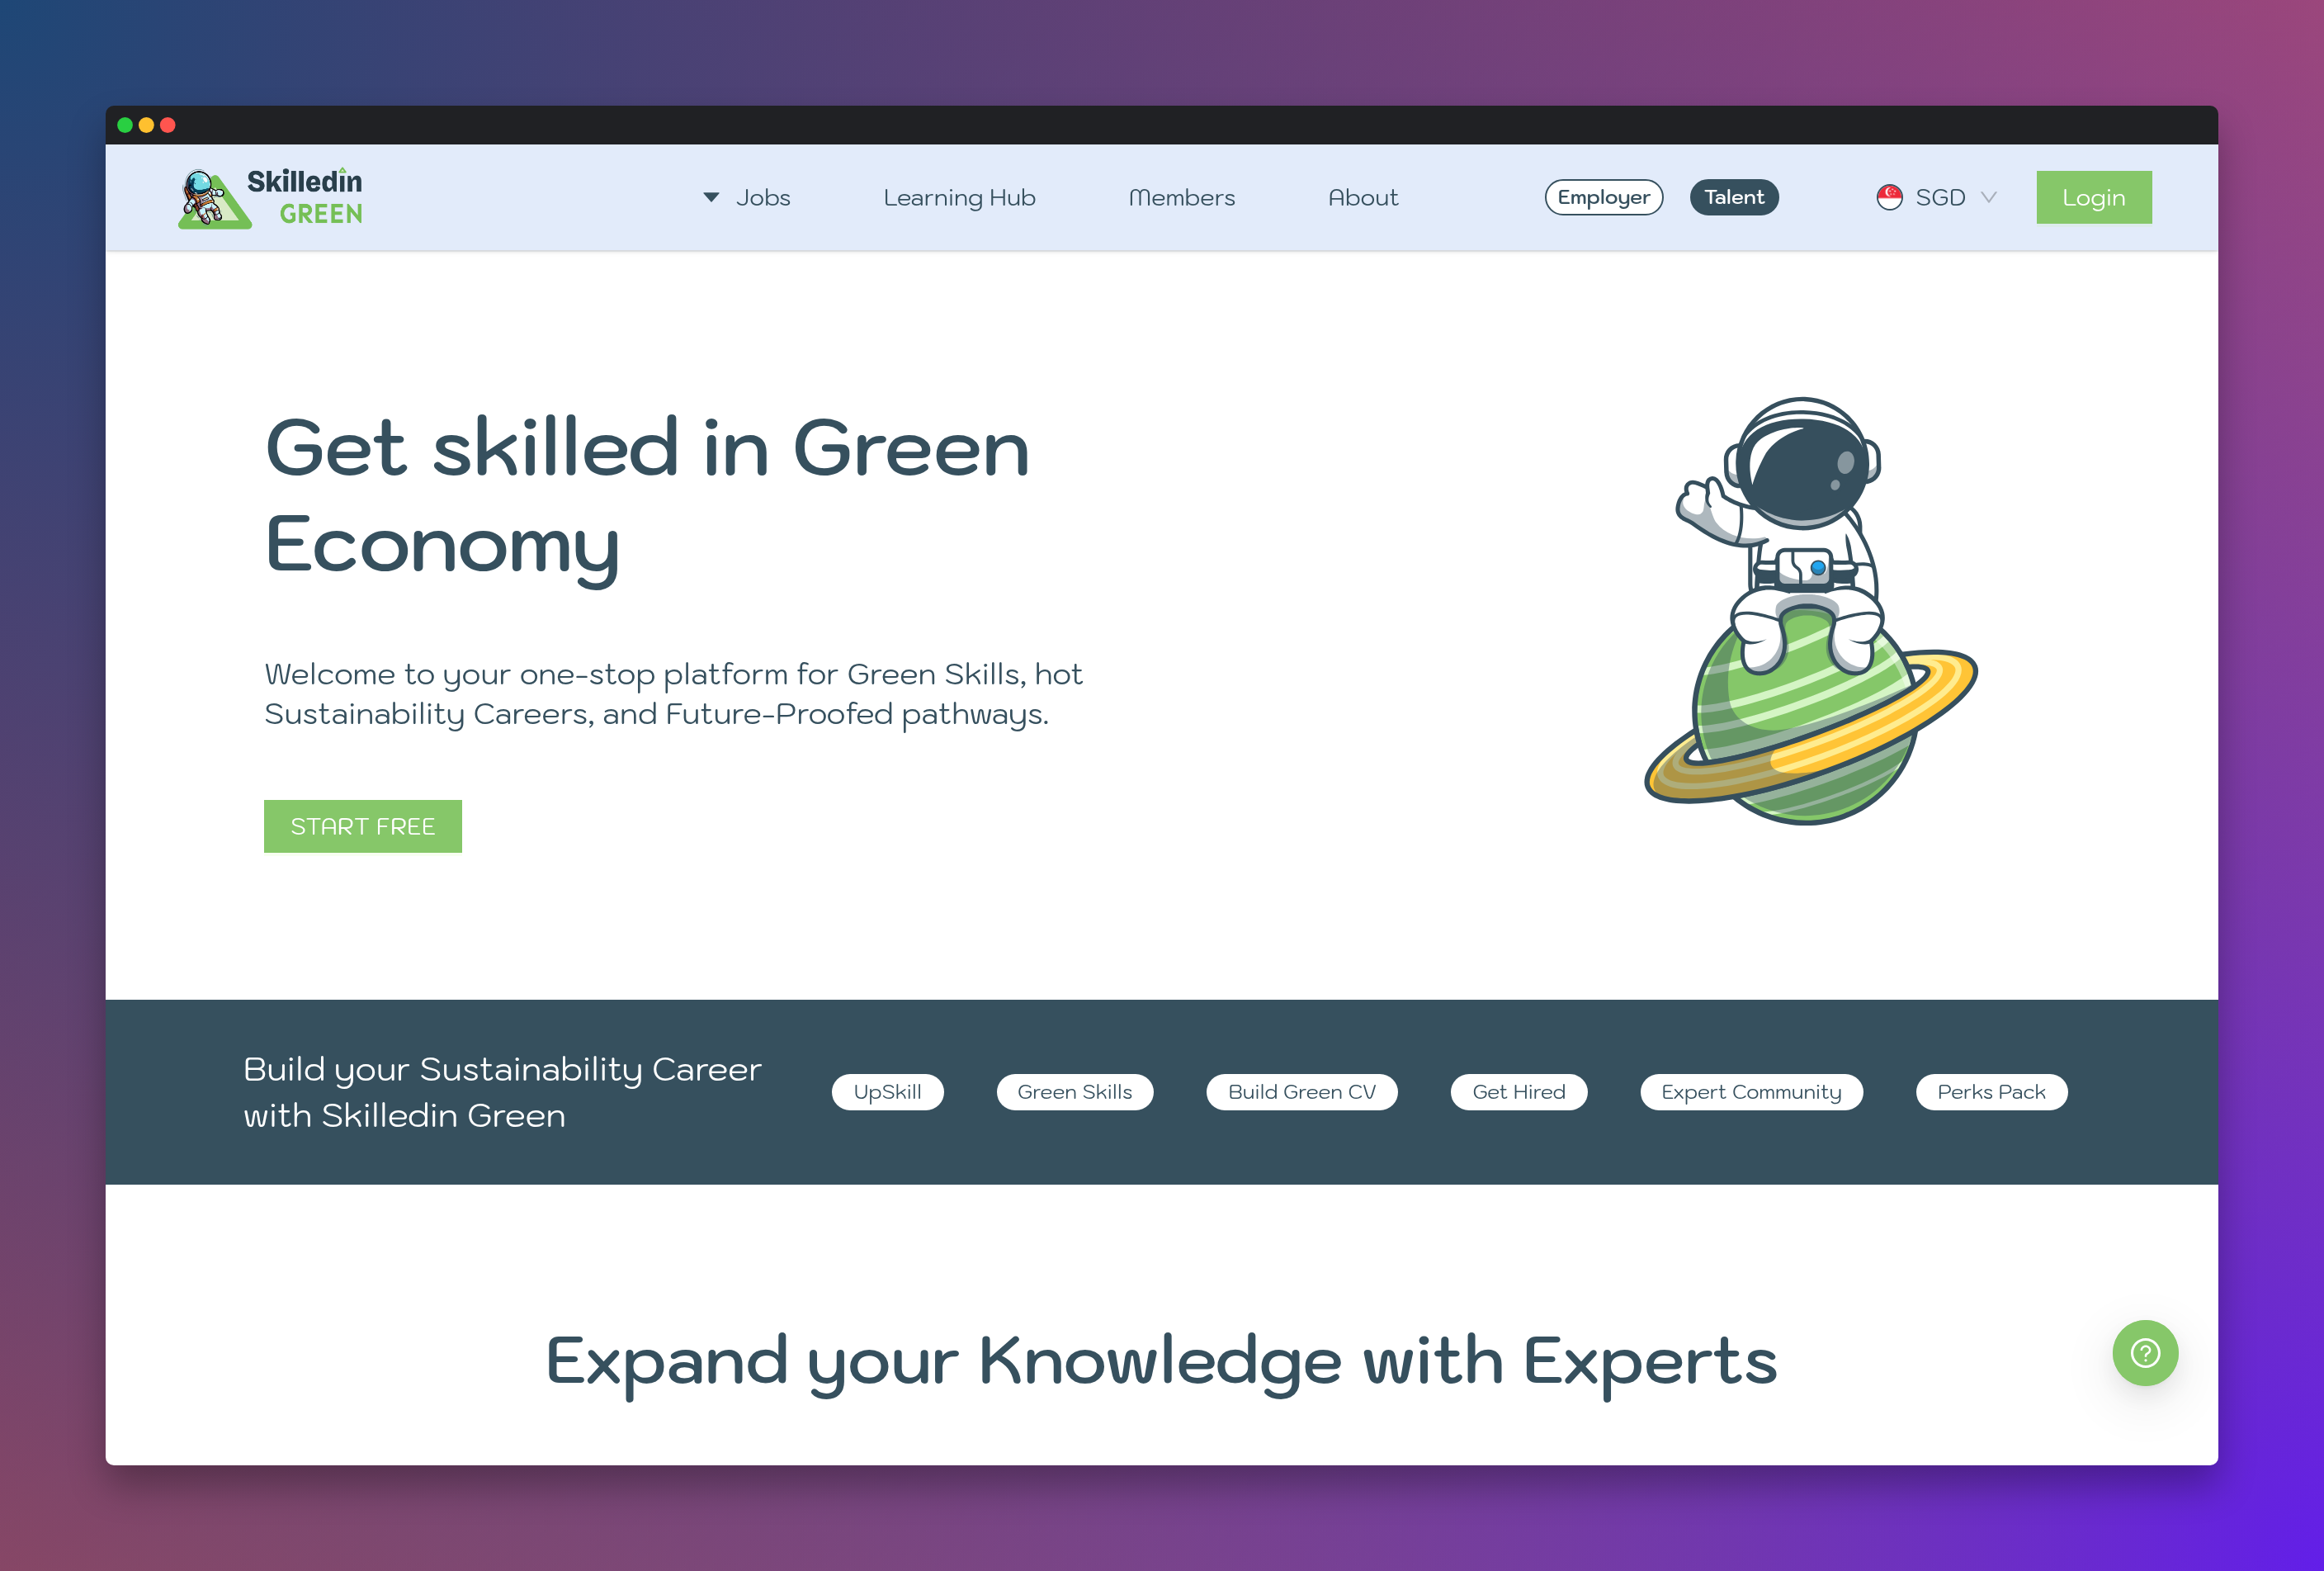 Skilledin
GREEN
Jobs
Learning Hub
Members
About
Employer
Talent
SGD
Login
Get skilled in Green
Economy
Welcome to your one-stop platform for Green Skills, hot
Sustainability Careers, and Future-Proofed pathways.
START FREE
Build your Sustainability Career
with Skilledin Green
UpSkill
Green Skills
Build Green CV
Get Hired
Expert Community
Perks Pack
Expand your Knowledge with Experts
?